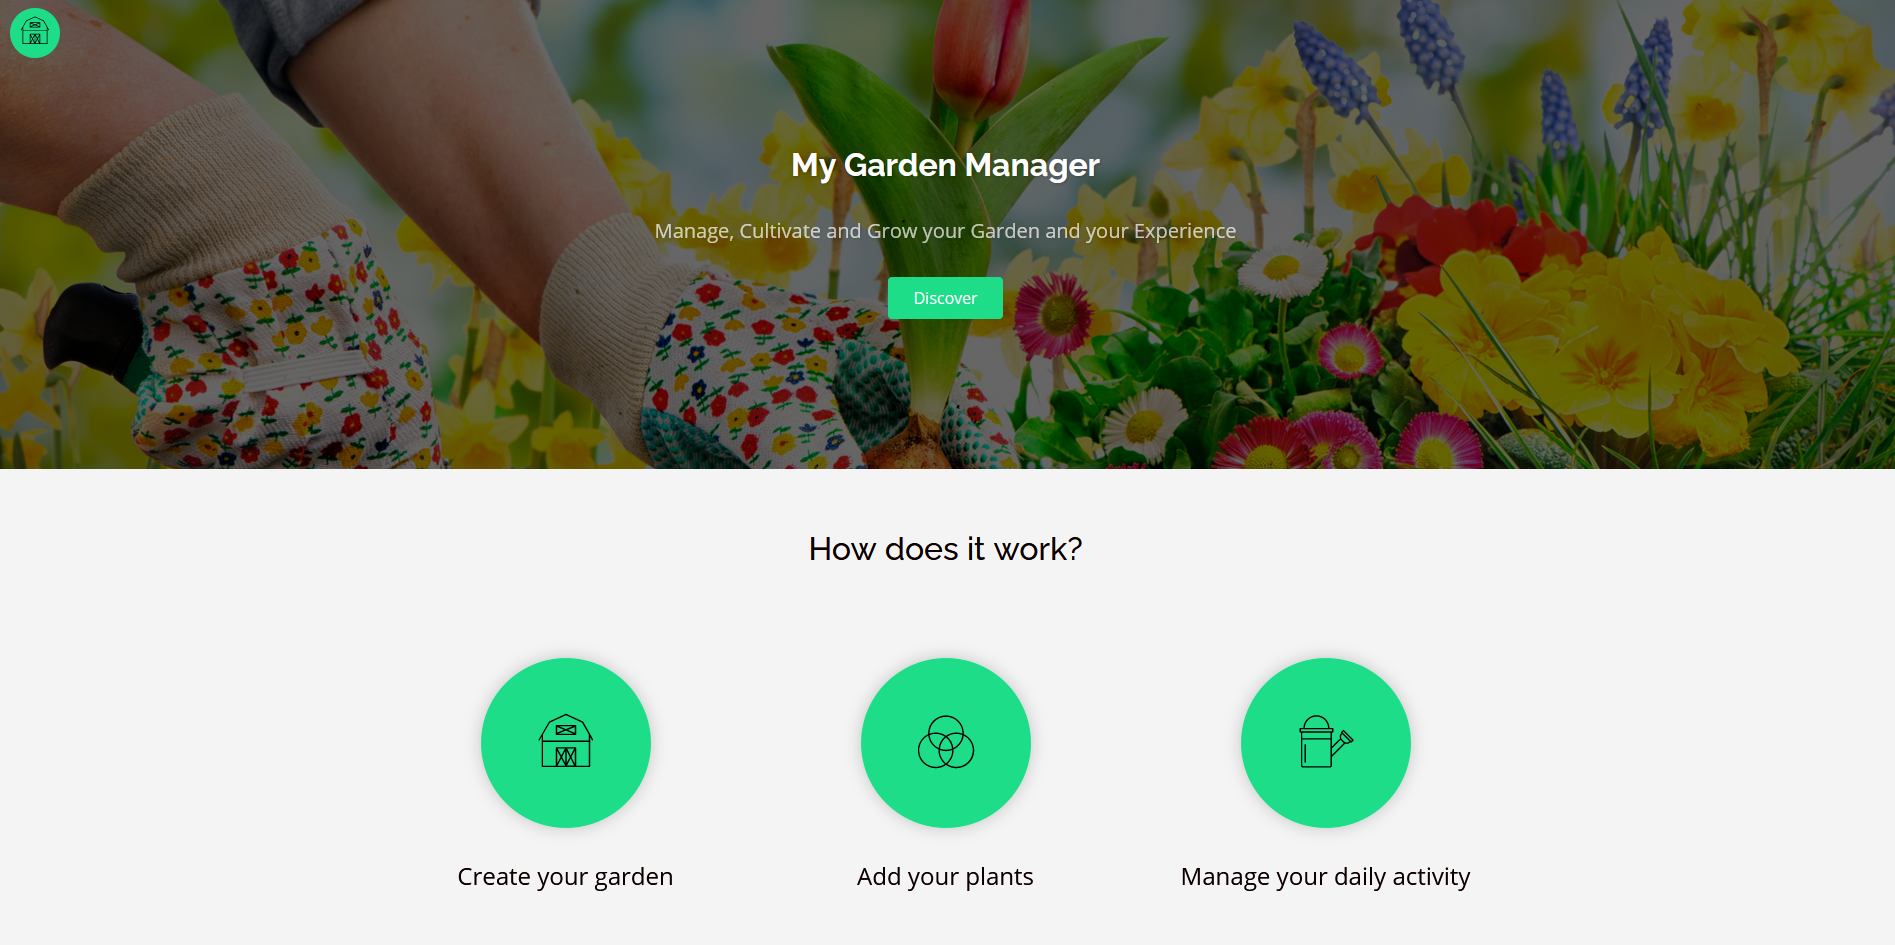 My Garden Manager
Manage, Cultivate and Grow your Garden and your Experience
Discover
How does it work?
Create your garden
Add your plants
Manage your daily activity